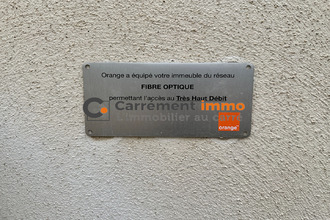 Orange a équipé votre immeuble du réseau
FIBRE OPTIQUE
permettant l'accès au Très Haut Débit
Carrément immo
L'immobilier au carré
orange